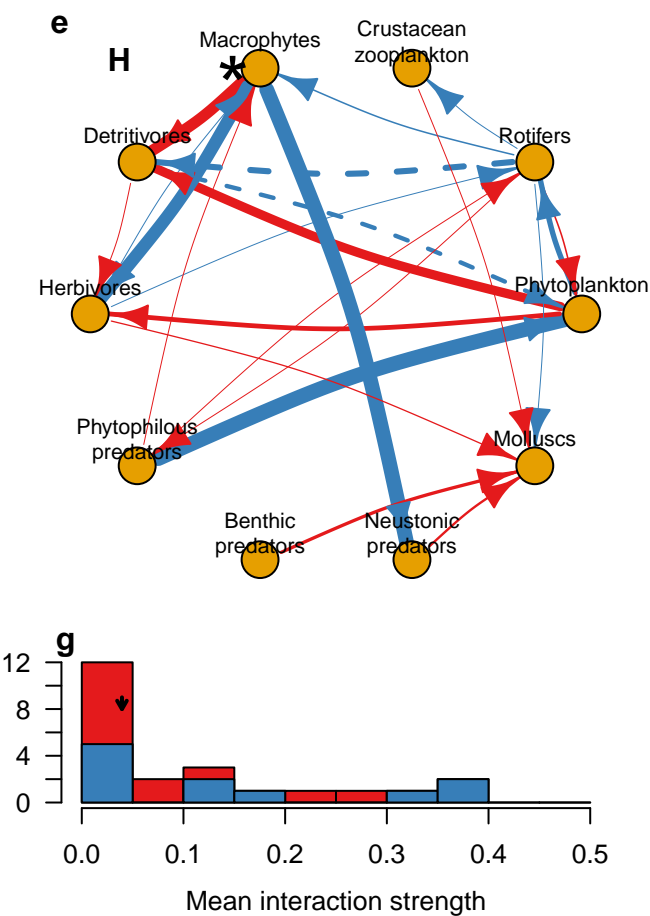 e
H
*
Macrophytes
Crustacean
zooplankton
Detritivores
Rotifers
Herbivores
Phytoplankton
Phytophilous
predators
Molluscs
Benthic
predators
Neustonic
predators
g
12
8
4
0
0.0 0.1 0.2 0.3 0.4 0.5
Mean interaction strength